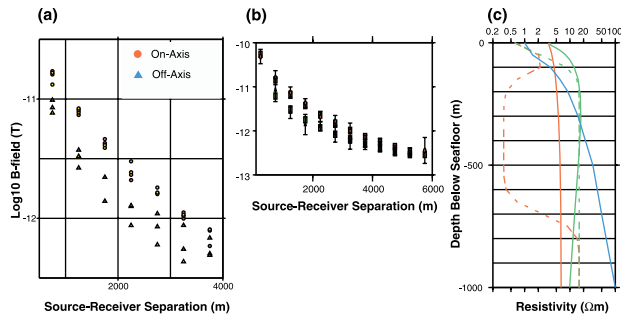 (a)
On-Axis
Off-Axis
-11
-12
Log10 B-field (T)
2000
4000
Source-Receiver Separation (m)
(b)
-10
-11
-12
-13
2000
4000
6000
Source-Receiver Separation (m)
(c)
0.2 0.5 1 2 5 10 20 50 100
0
-500
-1000
Depth Below Seafloor (m)
Resistivity (Ωm)